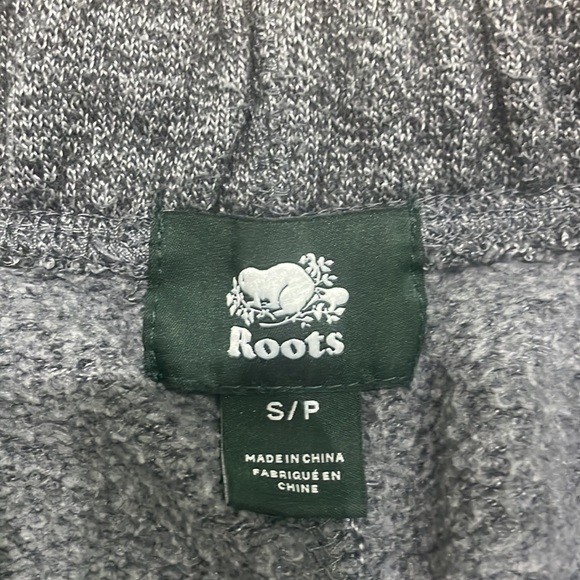 Roots
S/P
MADE IN CHINA
FABRIQUÉ EN
CHINE